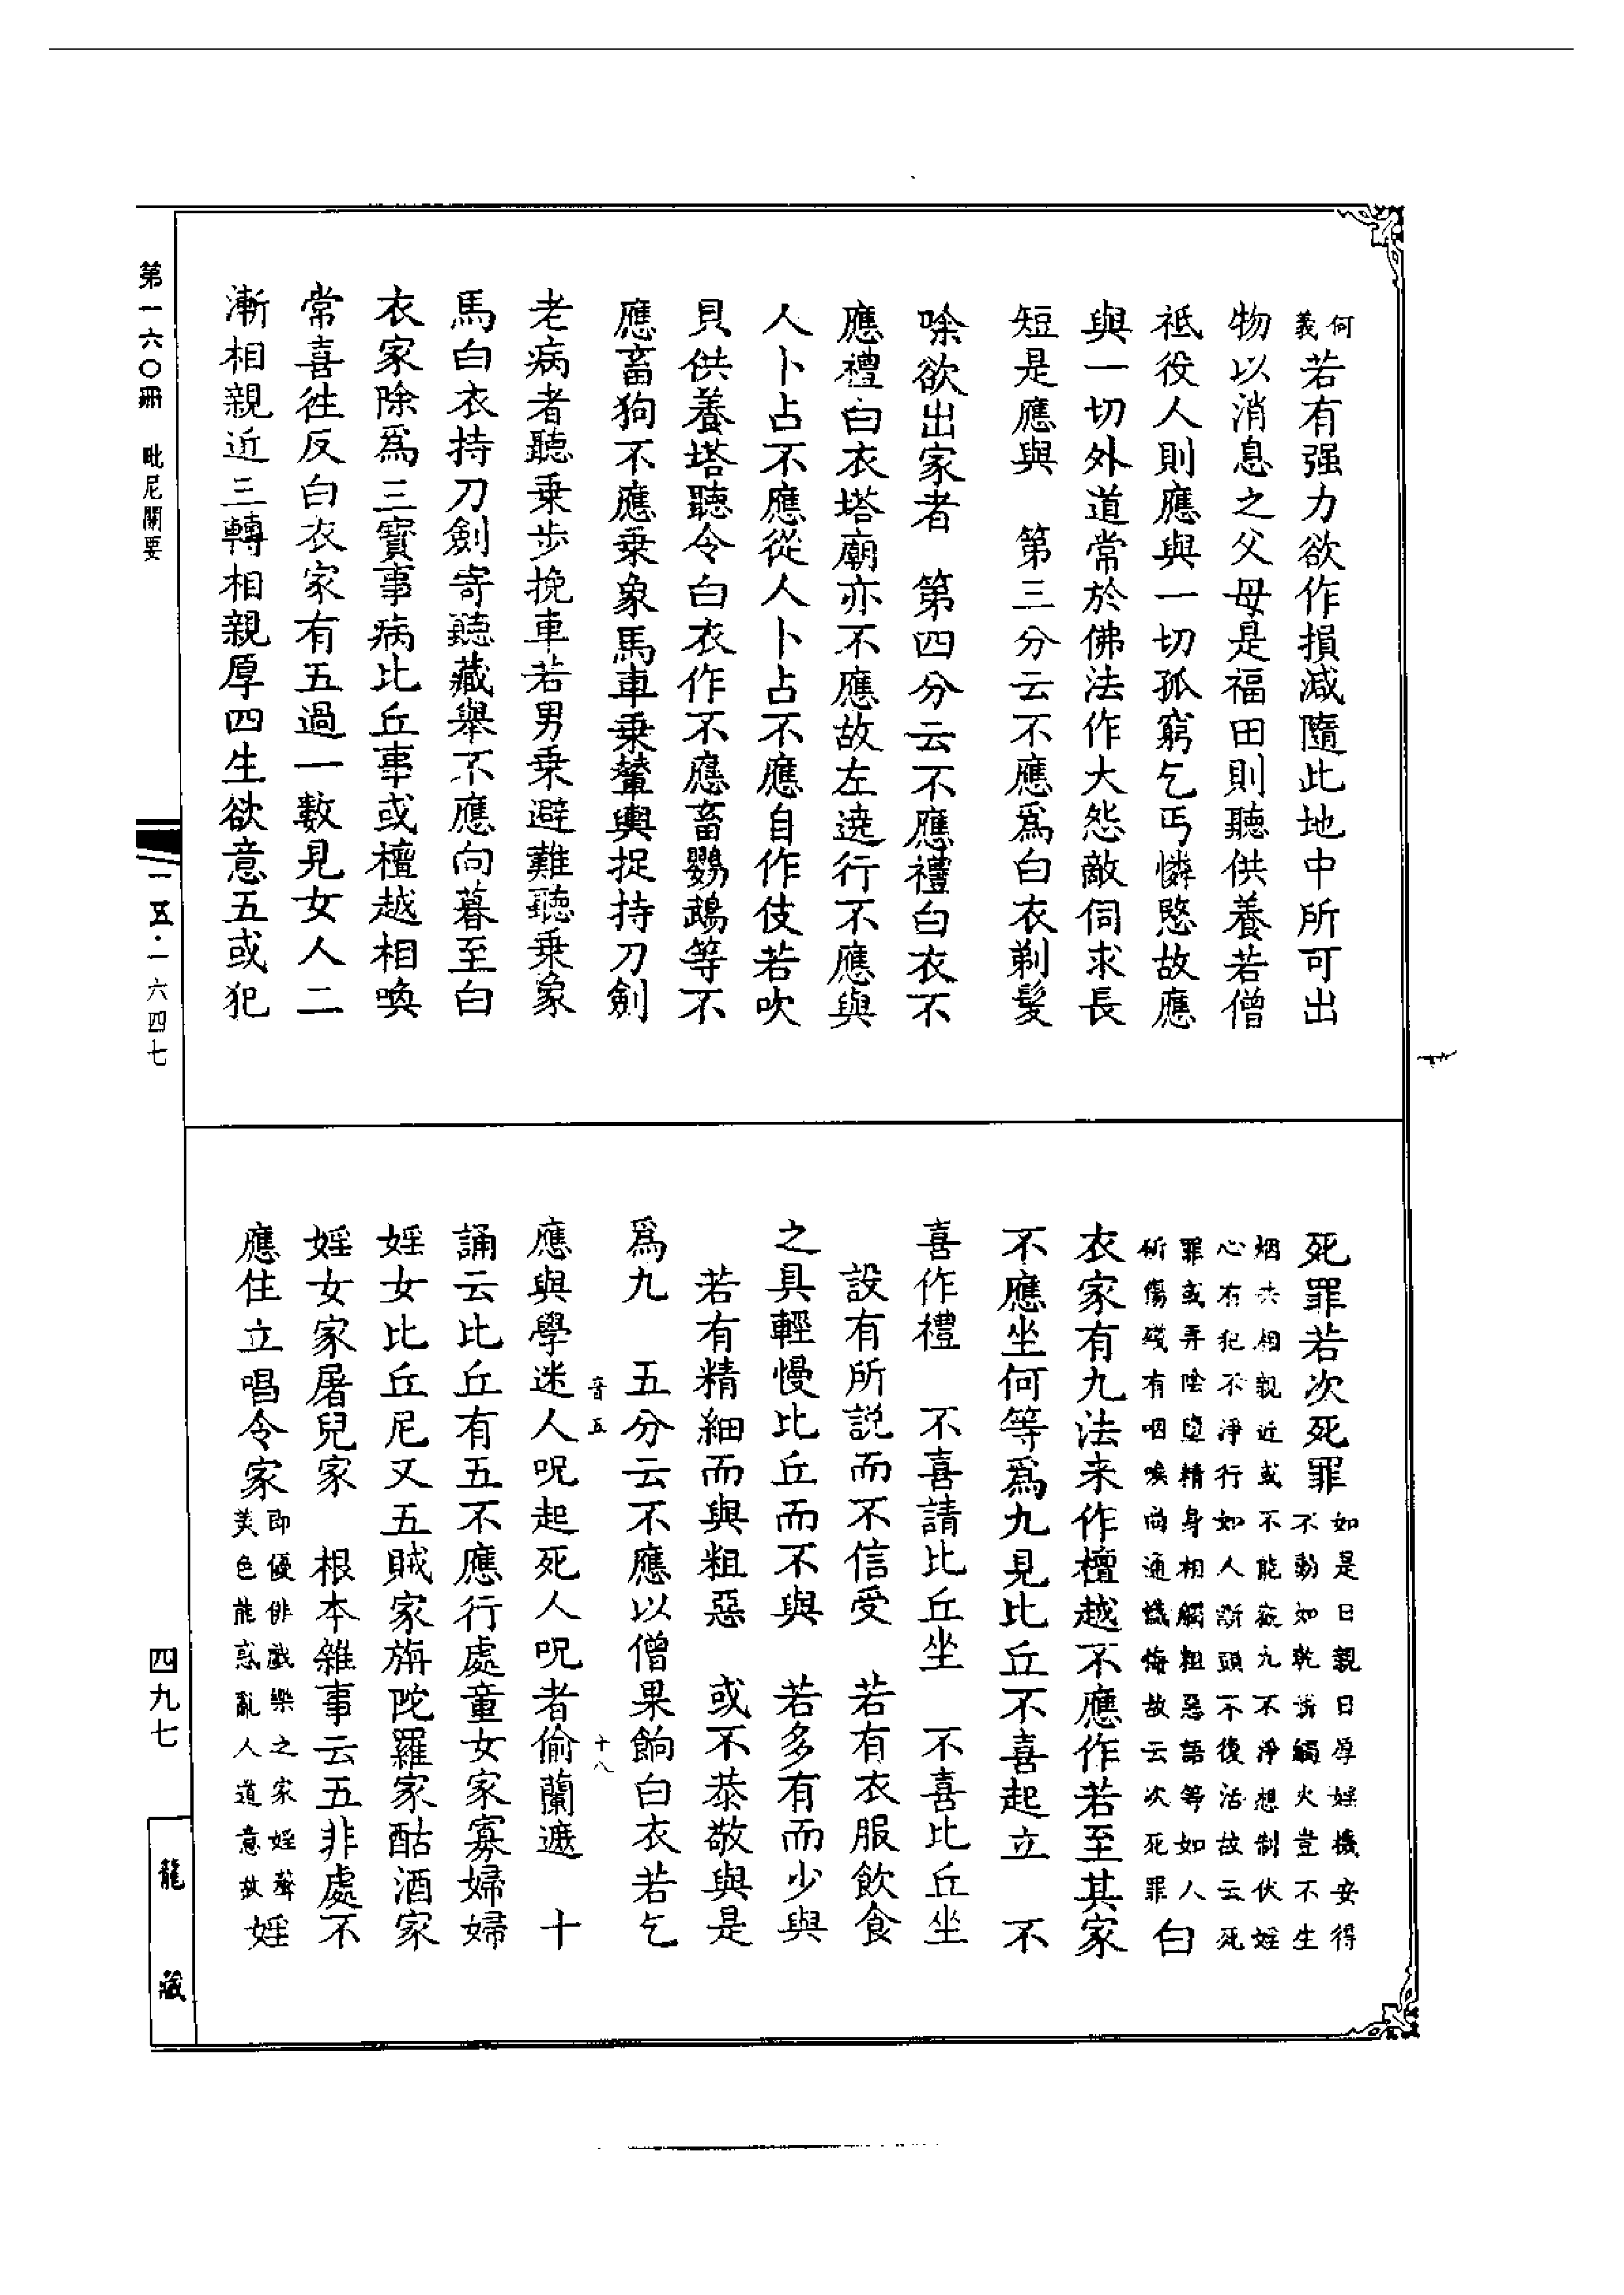 何義若有强力欲作損減隨此地中所可出
物以消息之父母是福田則聽供養若僧
祇役人則應與一切孤窮乞丐憐愍故應
與一切外道常於佛法作大怨敵伺求長
短是應與　第三分云不應爲白衣剃髮
唅欲出家者　第四分云不應禮白衣不
應禮白衣塔廟亦不應故左遶行不應與
人卜占不應從人卜占不應自作伎若吹
貝供養塔聽令白衣作不應畜鸚鵡等不
應畜狗不應乗象馬車乗輦輿捉持刀劍
老病者聽乗步挽車若男乗避難聽乗象
馬白衣持刀劍寄聽藏舉不應向暮至白
衣家除爲三寳事病比丘事或檀越相喚
常喜徃反白衣家有五過一數見女人二
漸相親近三轉相親厚四生欲意五或犯
死罪若次死罪如是日親日厚婬機安得不動如乾薪觸火豈不生
烟夫相親近或不能嚴九不淨想制伏婬心有犯不淨行如人斷頭不復活故云死
罪或弄陰墮精身相觸粗惡語等如人斫傷殘有咽喉尚通懺悔故云次死罪白
衣家有九法未作檀越不應作若至其家
不應坐何等爲九見比丘不喜起立　不
喜作禮　不喜請比丘坐　不喜比丘坐
設有所説而不信受　若有衣服飲食
之具輕慢比丘而不與　若多有而少與
若有精細而與粗惡　或不恭敬與是
爲九　五分云不應以僧果餉白衣若乞
音五　十八
應與學迷人呪起死人呪者偷蘭遮　十
誦云比丘有五不應行處童女家寡婦婦
婬女比丘尼又五賊家旃陀羅家酤酒家
婬女家屠兒家　根本雜事云五非處不
應住立唱令家即優俳戲樂之家婬聲美色能惑亂人道意故婬
第一六〇冊　毗尼關要
一五·一六四七
四九七
龍藏